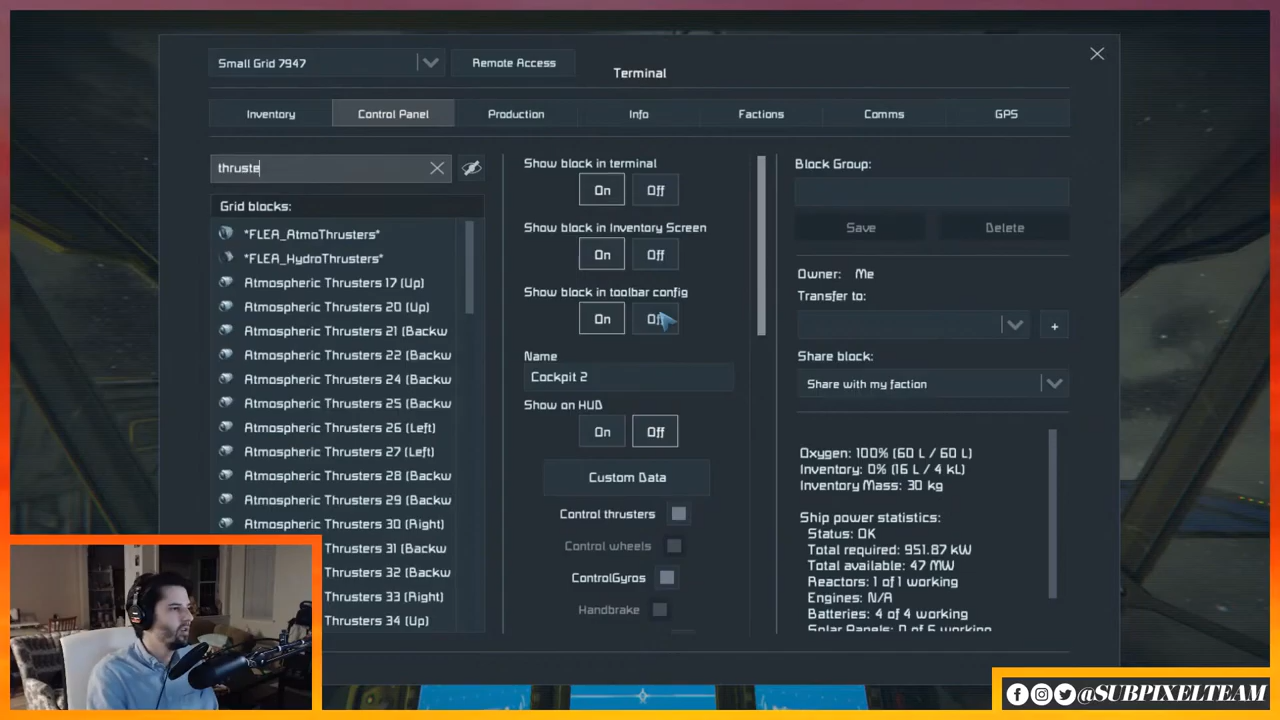 Small Grid 7947
Remote Access
Terminal
Inventory
Control Panel
Production
Info
Factions
Comms
GPS
thruste
Grid blocks:
*FLEA_AtmoThrusters*
*FLEA_HydroThrusters*
Atmospheric Thrusters 17 (Up)
Atmospheric Thrusters 20 (Up)
Atmospheric Thrusters 21 (Backw
Atmospheric Thrusters 22 (Backw
Atmospheric Thrusters 24 (Backw
Atmospheric Thrusters 25 (Backw
Atmospheric Thrusters 26 (Left)
Atmospheric Thrusters 27 (Left)
Atmospheric Thrusters 28 (Backw
Atmospheric Thrusters 29 (Backw
Atmospheric Thrusters 30 (Right)
Thrusters 31 (Backw
Thrusters 32 (Backw
Thrusters 33 (Right)
Thrusters 34 (Up)
Show block in terminal
On Off
Show block in Inventory Screen
On Off
Show block in toolbar config
On Off
Name
Cockpit 2
Show on HUD
On Off
Custom Data
Control thrusters
Control wheels
ControlGyros
Handbrake
Block Group:
Save Delete
Owner: Me
Transfer to:
+
Share block:
Share with my faction
Oxygen: 100% (60 L / 60 L)
Inventory: 0% (16 L / 4 kL)
Inventory Mass: 30 kg
Ship power statistics:
Status: OK
Total required: 951.87 kW
Total available: 47 MW
Reactors: 1 of 1 working
Engines: N/A
Batteries: 4 of 4 working
Solar Panels: 0 of 6 working
@SUBPIXELTEAM